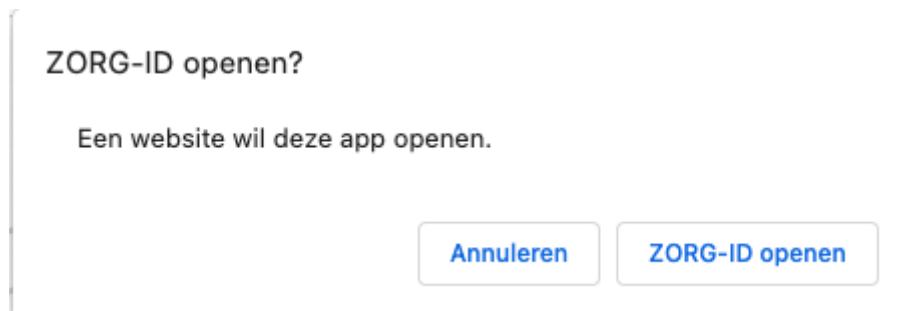 ZORG-ID openen?
Een website wil deze app openen.
Annuleren
ZORG-ID openen